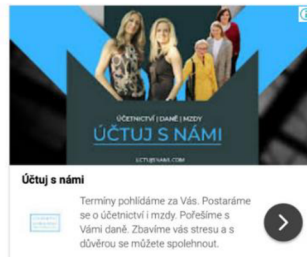 ÚČETNICTVÍ | DANĚ | MZDY
ÚČTUJ S NÁMI
UCTUJSNAMI.COM
Účtuj s námi
Termíny pohlídáme za Vás. Postaráme
se o účetnictví i mzdy. Pořešíme s
Vámi daně. Zbavíme vás stresu a s
důvěrou se můžete spolehnout.